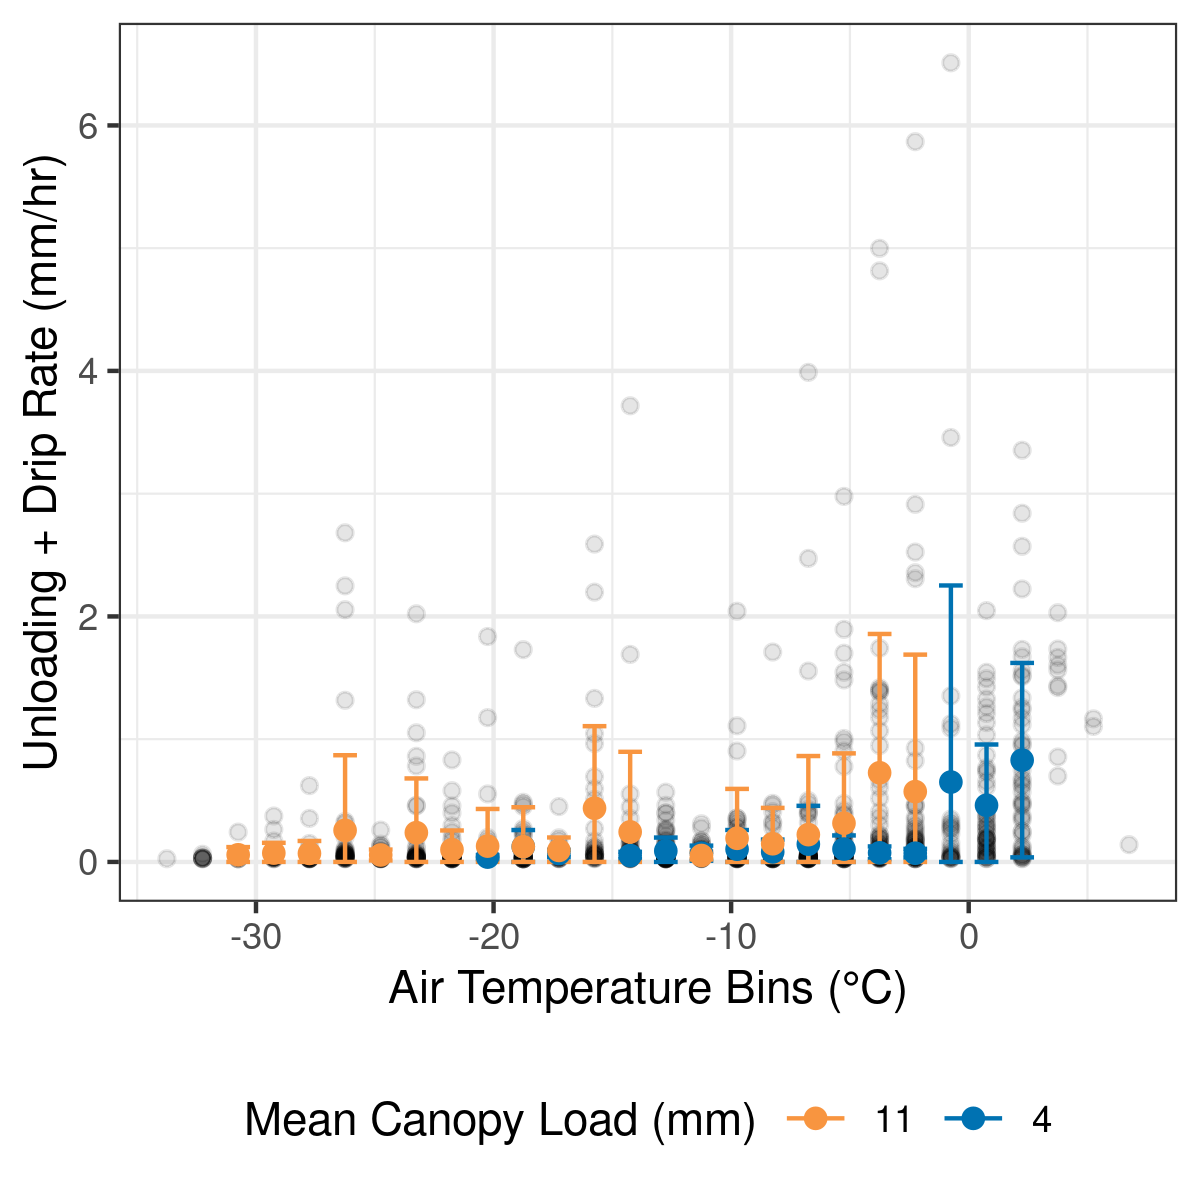 Unloading + Drip Rate (mm/hr)
6
4
2
0
-30 -20 -10 0
Air Temperature Bins (°C)
Mean Canopy Load (mm) 11 4